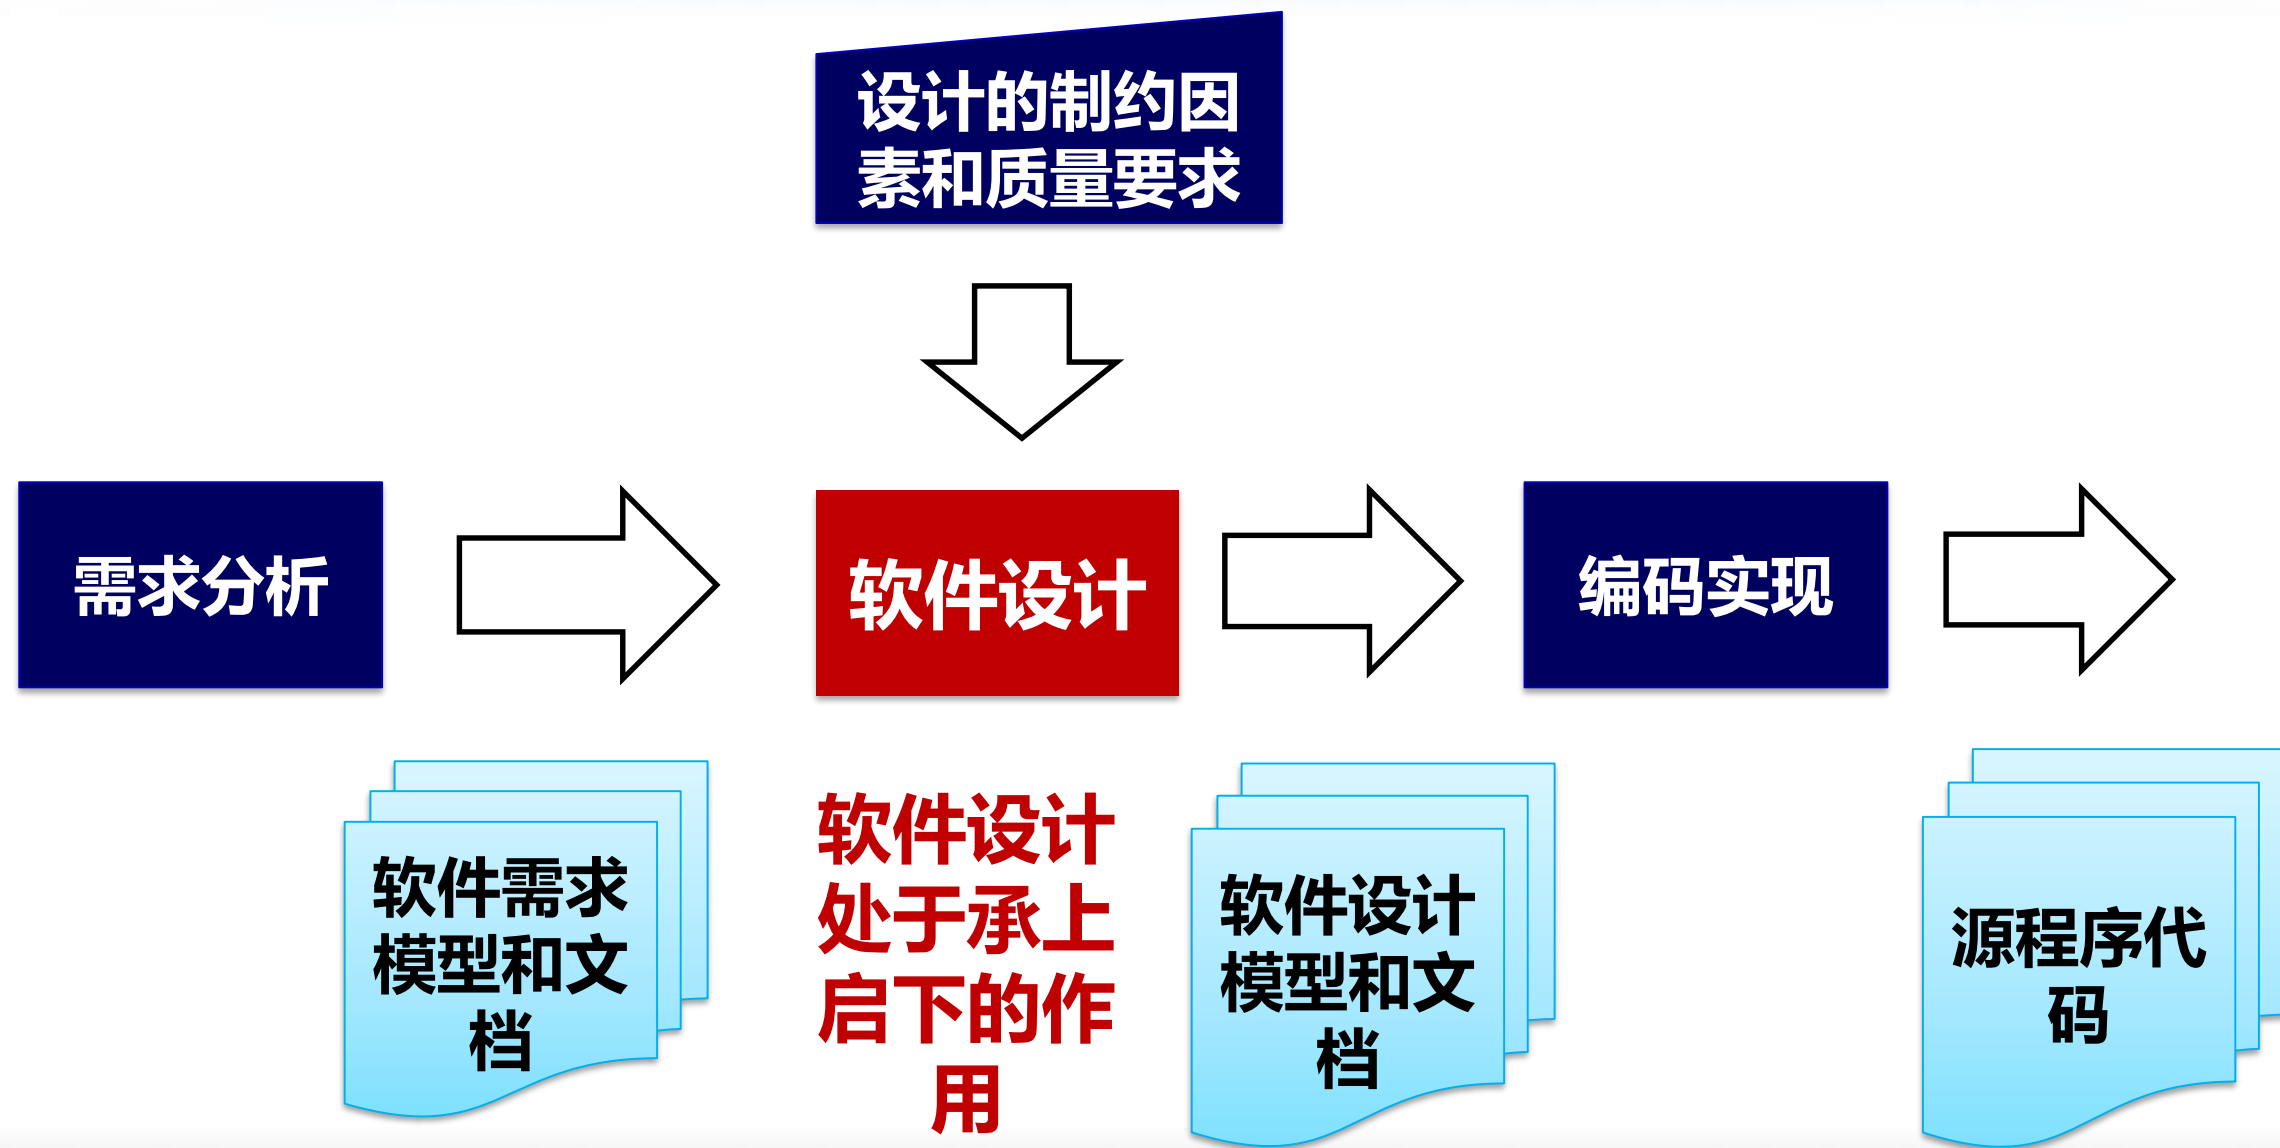 设计的制约因
素和质量要求
需求分析
软件设计
编码实现
软件需求
模型和文
档
软件设计
处于承上
启下的作
用
软件设计
模型和文
档
源程序代
码